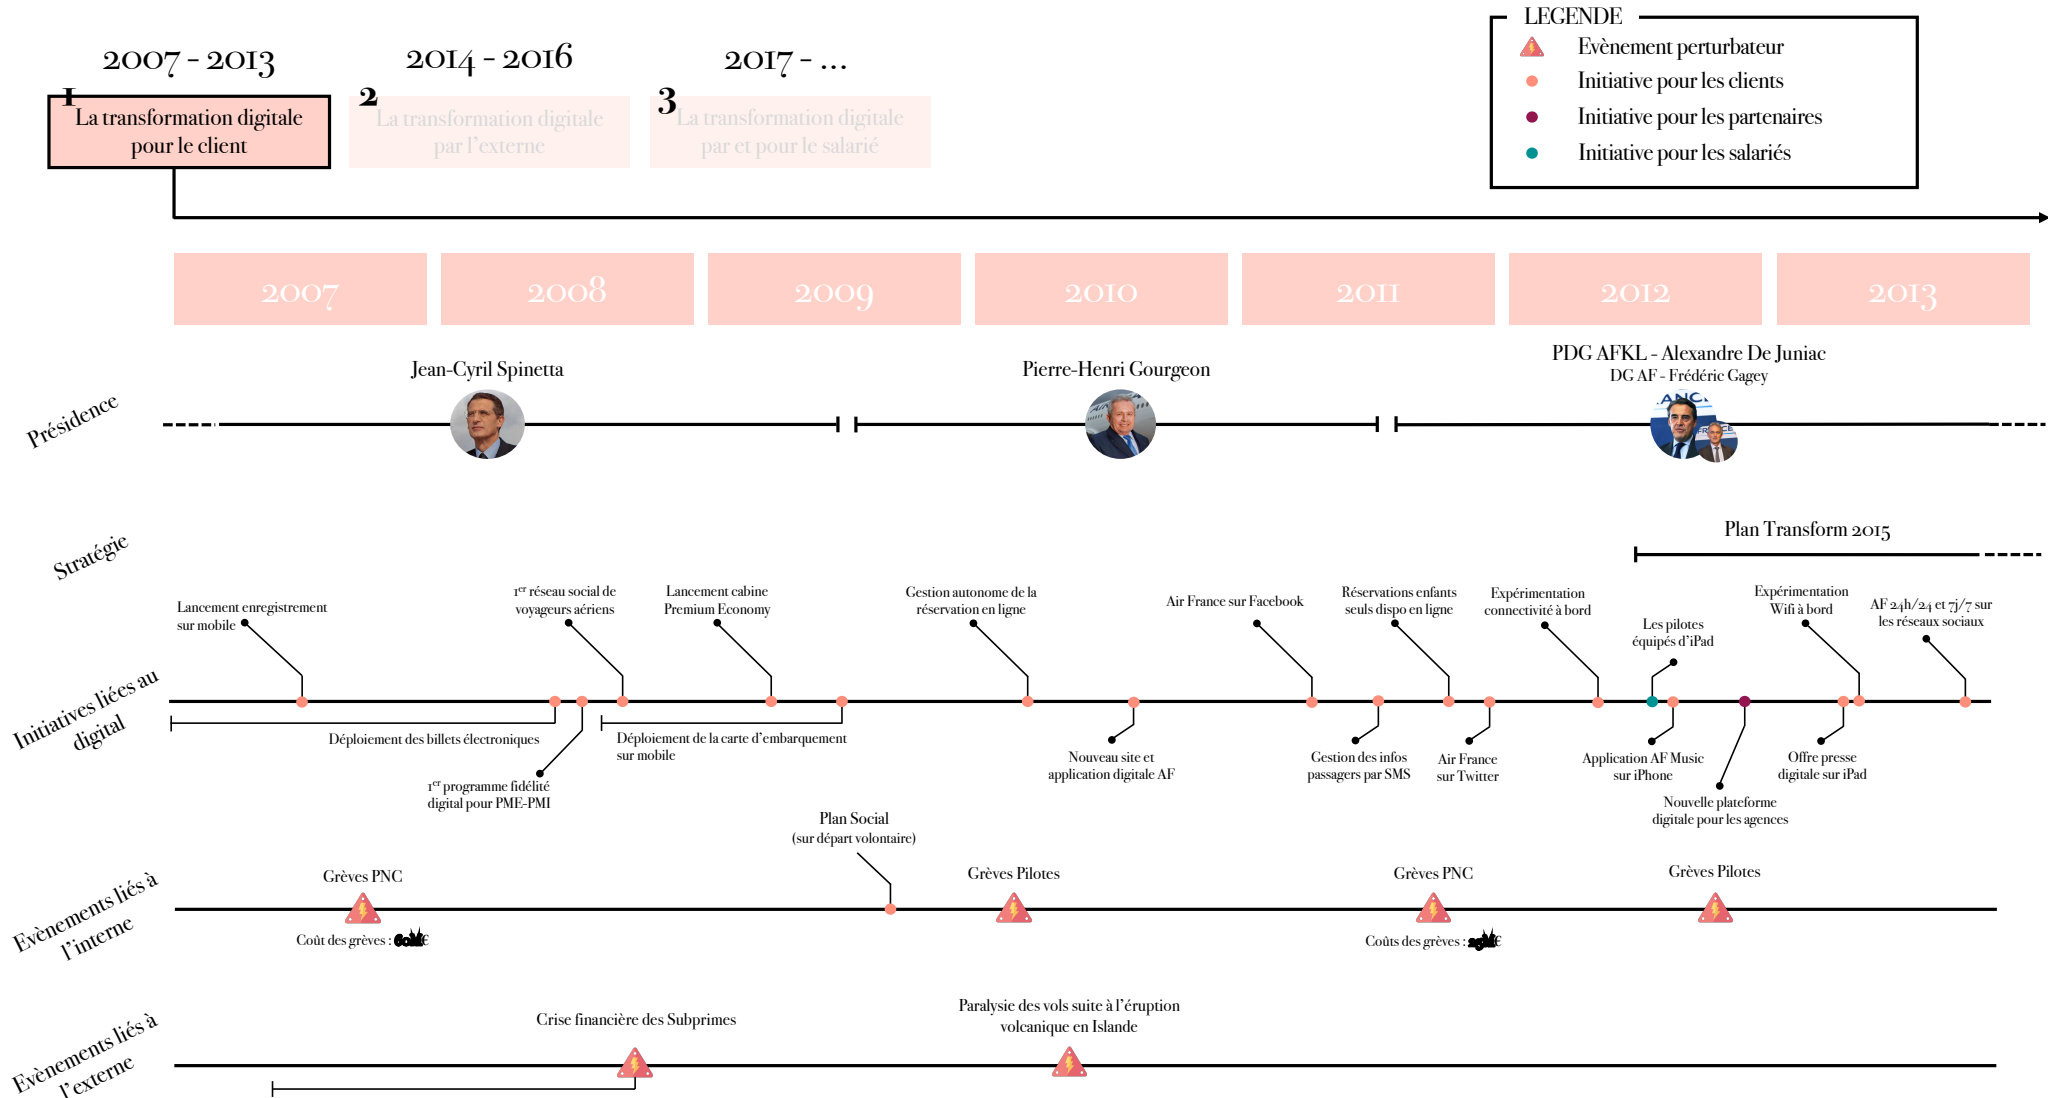 LEGENDE
Evènement perturbateur
Initiative pour les clients
Initiative pour les partenaires
Initiative pour les salariés
2007 - 2013
2014 - 2016
2017 - ...
1
La transformation digitale
pour le client
2
La transformation digitale
par l'externe
3
La transformation digitale
par et pour le salarié
2007
2008
2009
2010
2011
2012
2013
Présidence
Jean-Cyril Spinetta
Pierre-Henri Gourgeon
PDG AFKL - Alexandre De Juniac
DG AF - Frédéric Gagey
Stratégie
Plan Transform 2015
Initiatives liées au
digital
Lancement enregistrement
sur mobile
1er réseau social de
voyageurs aériens
Lancement cabine
Premium Economy
Gestion autonome de la
réservation en ligne
Air France sur Facebook
Réservations enfants
seuls dispo en ligne
Expérimentation
connectivité à bord
Les pilotes
équipés d'iPad
Expérimentation
Wifi à bord
AF 24h/24 et 7j/7 sur
les réseaux sociaux
Déploiement des billets électroniques
1er programme fidélité
digital pour PME-PMI
Déploiement de la carte d'embarquement
sur mobile
Nouveau site et
application digitale AF
Gestion des infos
passagers par SMS
Air France
sur Twitter
Application AF Music
sur iPhone
Nouvelle plateforme
digitale pour les agences
Offre presse
digitale sur iPad
Evènements liés à
l'interne
Grèves PNC
Coût des grèves : €
Plan Social
(sur départ volontaire)
Grèves Pilotes
Grèves PNC
Coûts des grèves : €
Grèves Pilotes
Evènements liés à
l'externe
Crise financière des Subprimes
Paralysie des vols suite à l'éruption
volcanique en Islande